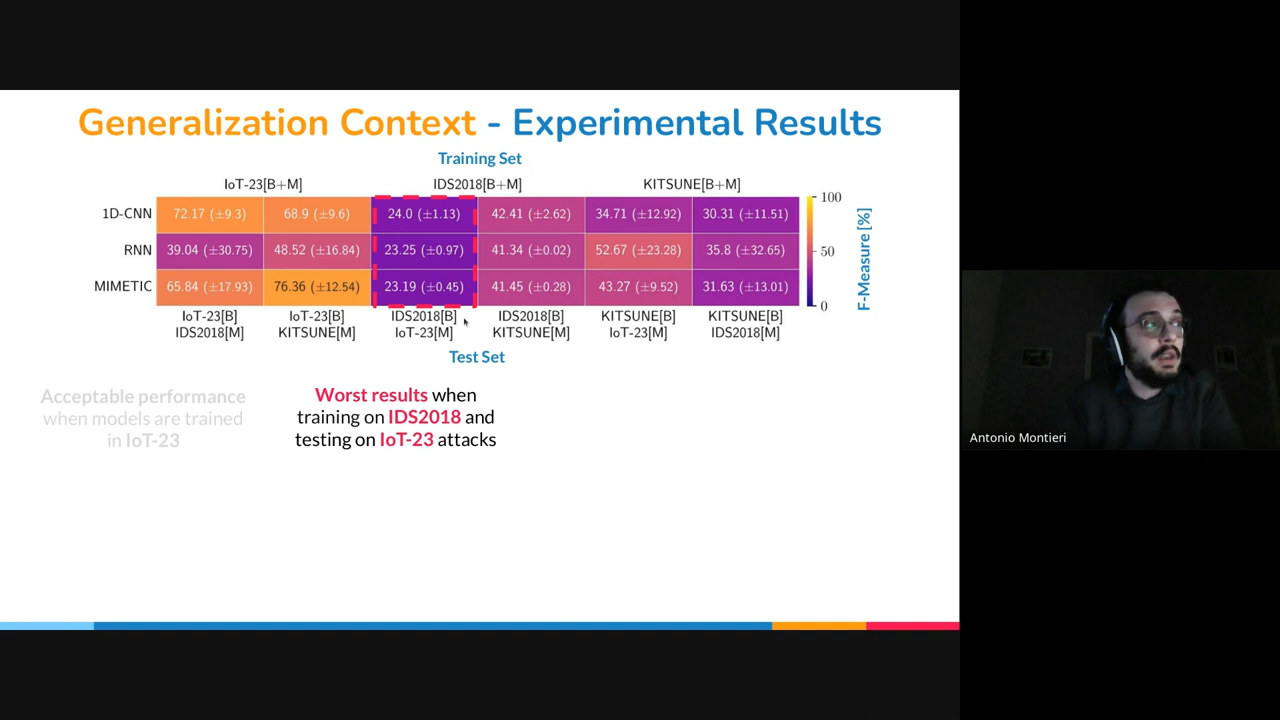 Generalization Context - Experimental Results
Training Set
IoT-23[B+M] IDS2018[B+M] KITSUNE[B+M]
1D-CNN 72.17 (±9.3) 68.9 (±9.6) 24.0 (±1.13) 42.41 (±2.62) 34.71 (±12.92) 30.31 (±11.51)
RNN 39.04 (±30.75) 48.52 (±16.84) 23.25 (±0.97) 41.34 (±0.02) 52.67 (±23.28) 35.8 (±32.65)
MIMETIC 65.84 (±17.93) 76.36 (±12.54) 23.19 (±0.45) 41.45 (±0.28) 43.27 (±9.52) 31.63 (±13.01)
IoT-23[B] IoT-23[B] IDS2018[B] IDS2018[B] KITSUNE[B] KITSUNE[B]
IDS2018[M] KITSUNE[M] IoT-23[M] KITSUNE[M] IoT-23[M] IDS2018[M]
Test Set
100
50
0
F-Measure [%]
Acceptable performance
when models are trained
in IoT-23
Worst results when
training on IDS2018 and
testing on IoT-23 attacks
Antonio Montieri